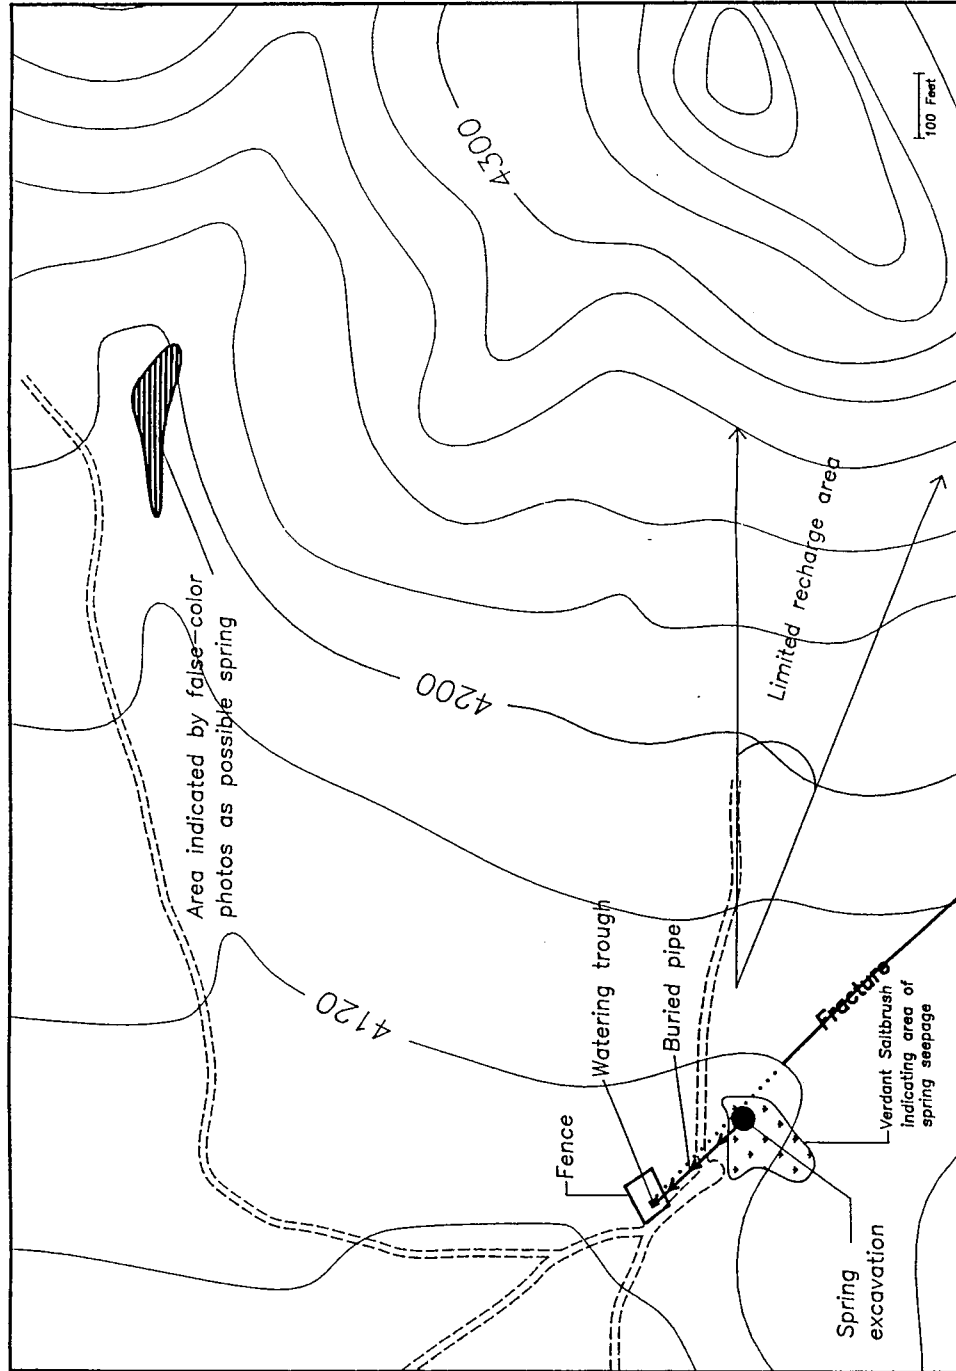 4300
100 Feet
Area indicated by false-color
photos as possible spring
4200
Limited recharge area
4120
Watering trough
Buried pipe
Fracture
Fence
Verdant Saltbrush
indicating area of
spring seepage
Spring
excavation